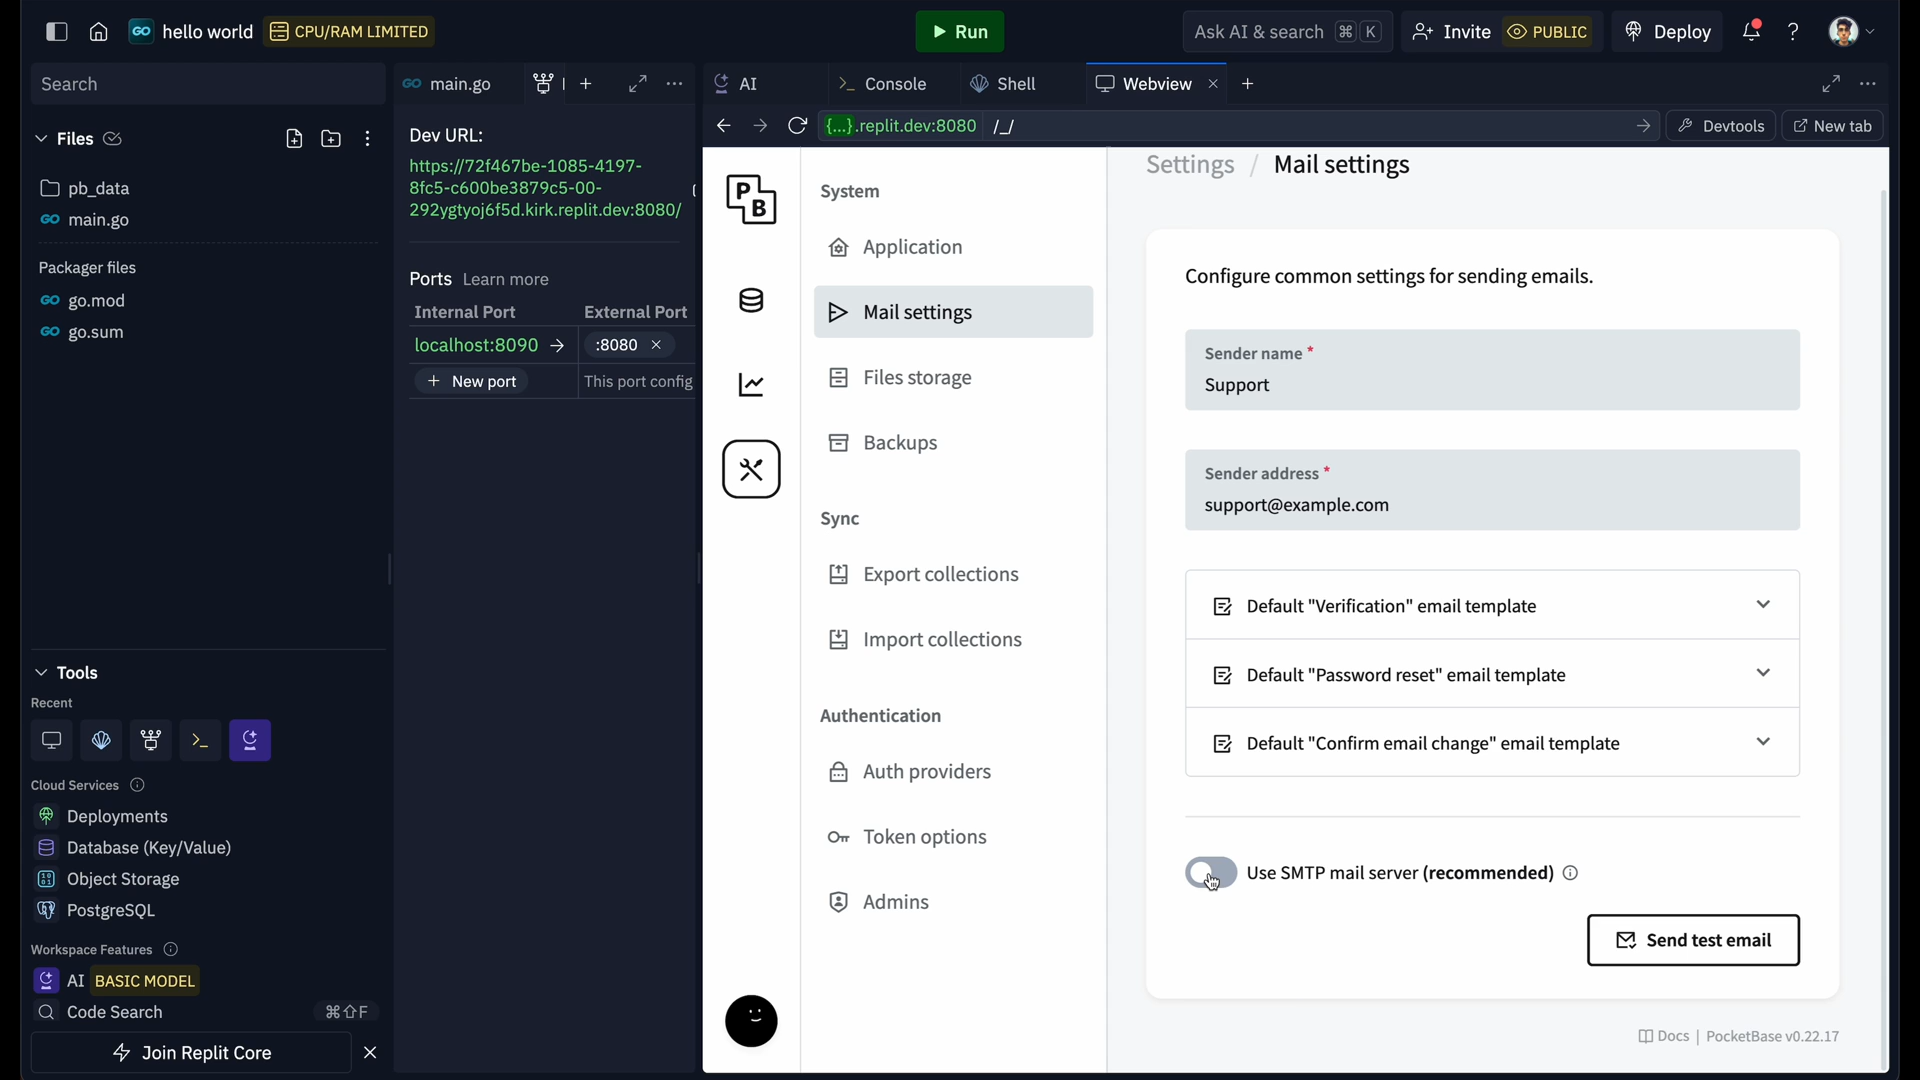 hello world
CPU/RAM LIMITED
Run
Ask AI & search ⌘ K
Invite
PUBLIC
Deploy
?
Search
Files
pb_data
GO main.go
Packager files
GO go.mod
GO go.sum
Tools
Recent
Cloud Services
Deployments
Database (Key/Value)
Object Storage
PostgreSQL
Workspace Features
AI BASIC MODEL
Code Search ⌘⇧F
Join Replit Core
GO main.go
Dev URL:
https://72f467be-1085-4197-
8fc5-c600be3879c5-00-
292ygtyoj6f5d.kirk.replit.dev:8080/
Ports Learn more
Internal Port External Port
localhost:8090 → :8080
+ New port This port config
AI
Console
Shell
Webview
{...}.replit.dev:8080 /_/
Devtools
New tab
PB
System
Application
Mail settings
Files storage
Backups
Sync
Export collections
Import collections
Authentication
Auth providers
Token options
Admins
Settings / Mail settings
Configure common settings for sending emails.
Sender name *
Support
Sender address *
support@example.com
Default "Verification" email template
Default "Password reset" email template
Default "Confirm email change" email template
Use SMTP mail server (recommended)
Send test email
Docs | PocketBase v0.22.17